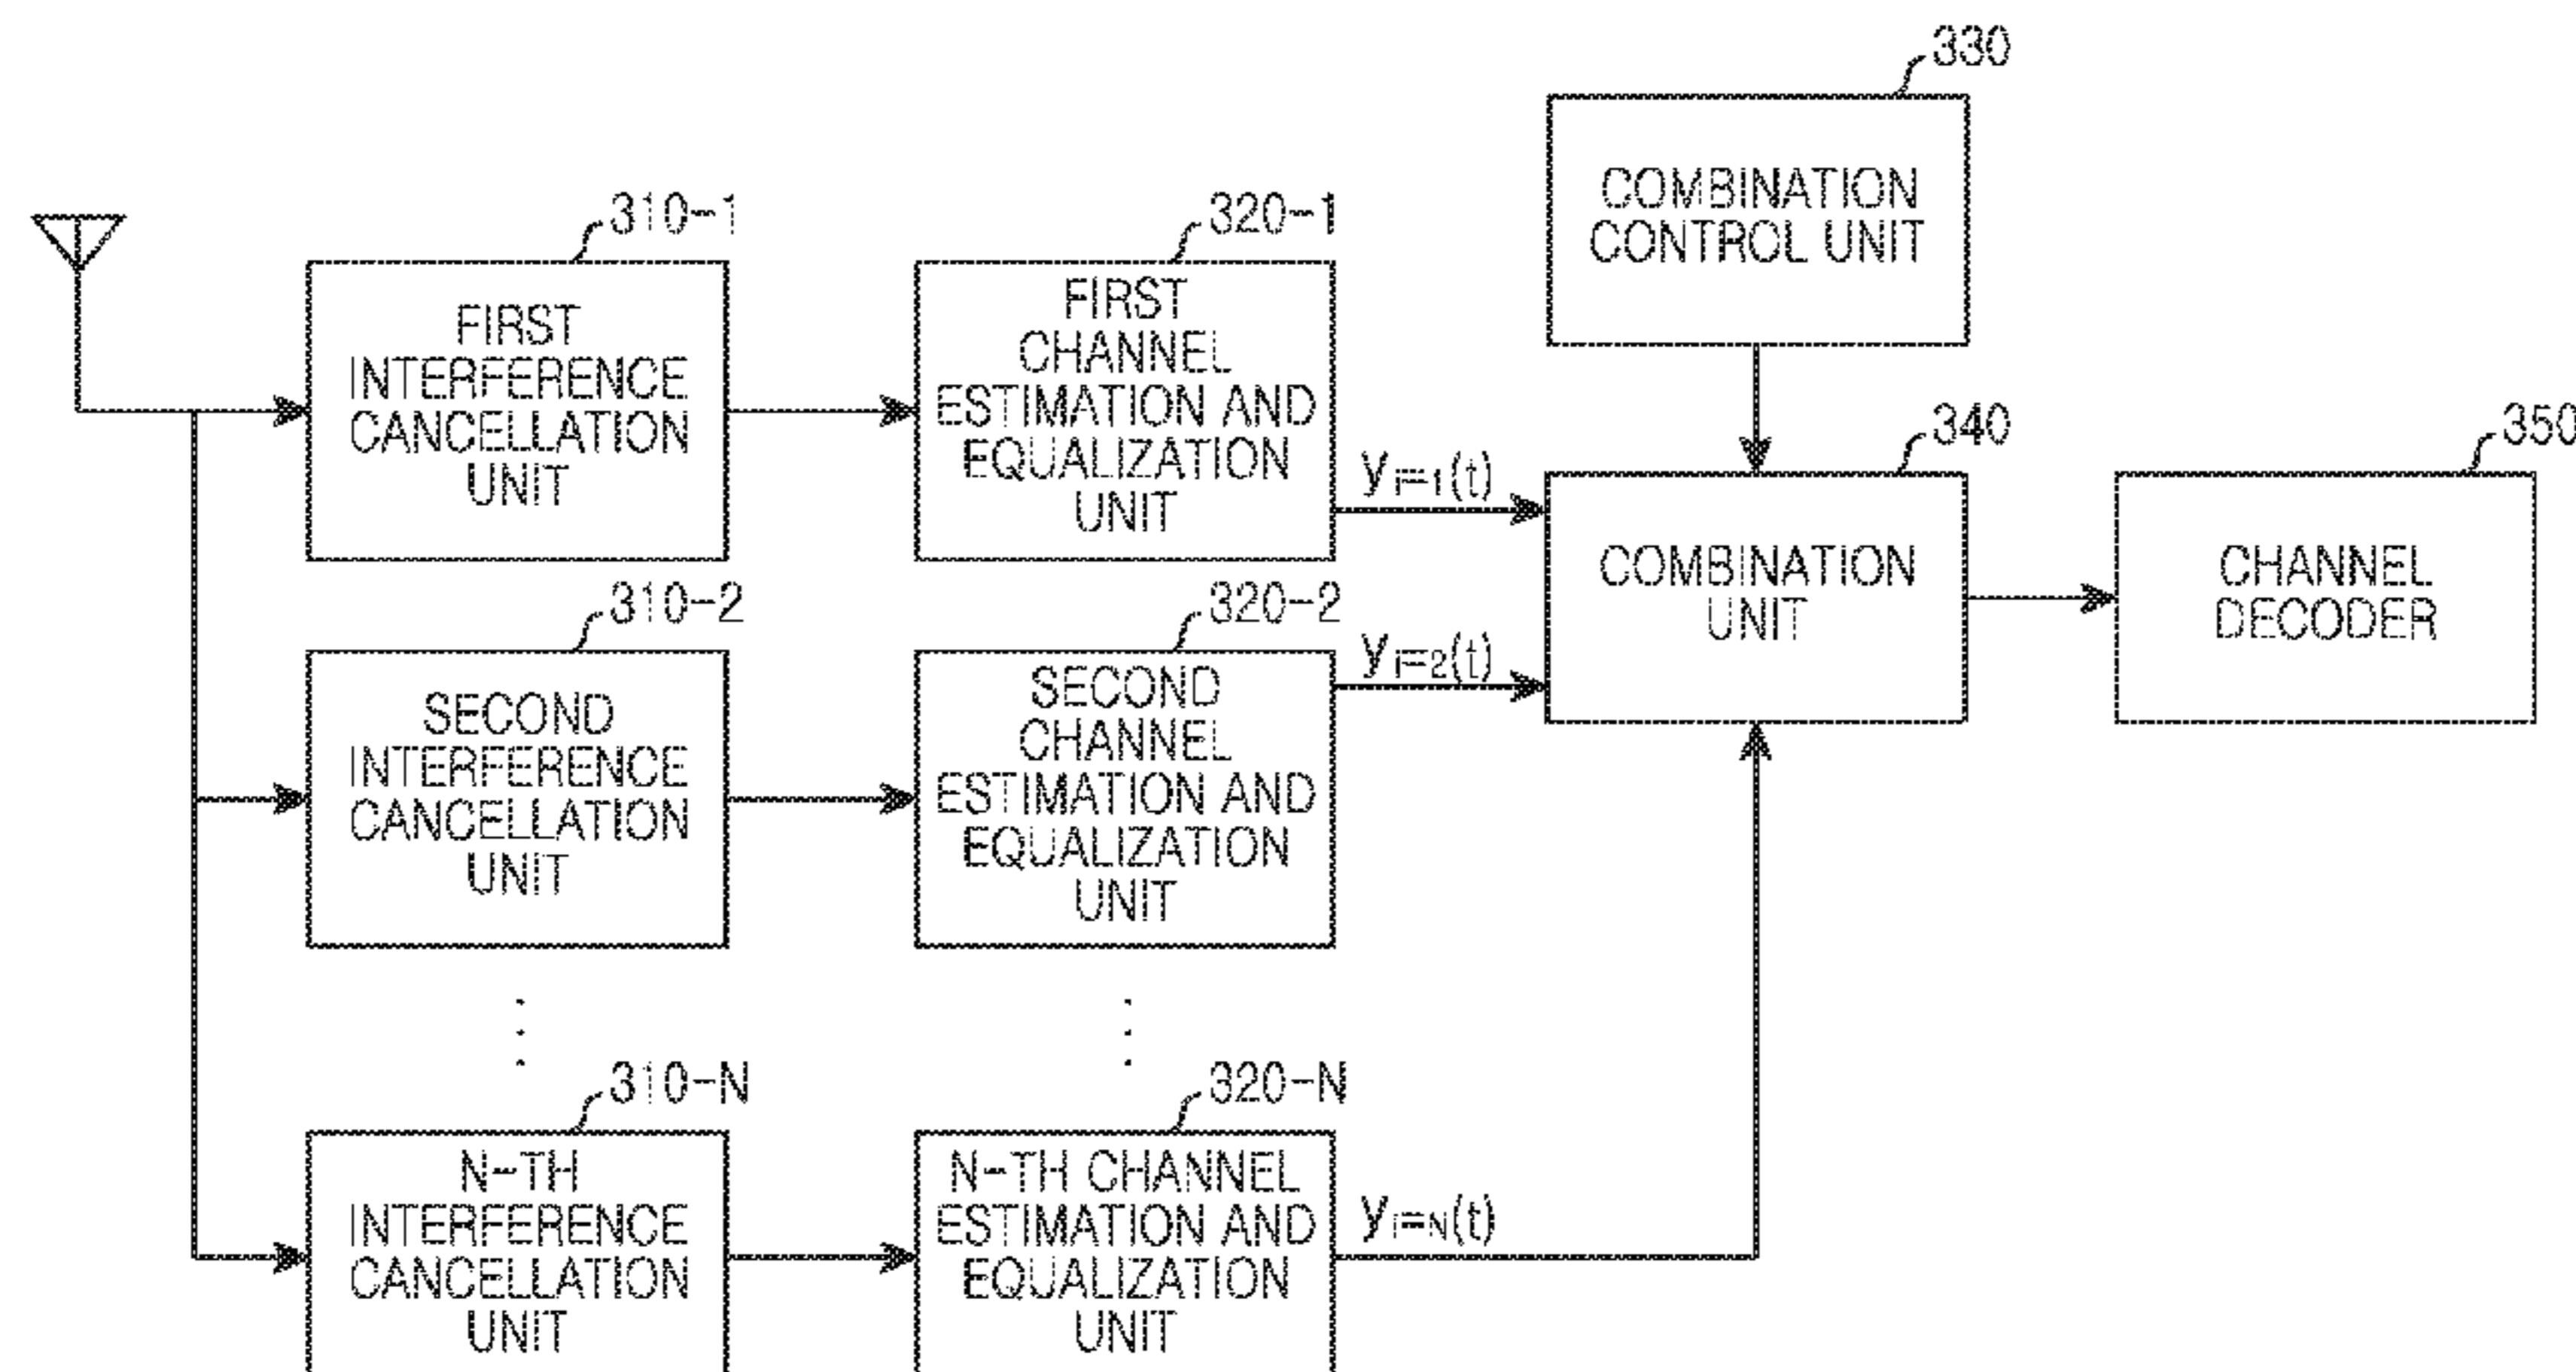 330
COMBINATION
CONTROL UNIT
310-1
FIRST
INTERFERENCE
CANCELLATION
UNIT
320-1
FIRST
CHANNEL
ESTIMATION AND
EQUALIZATION
UNIT
yi=1(t)
340
COMBINATION
UNIT
350
CHANNEL
DECODER
310-2
SECOND
INTERFERENCE
CANCELLATION
UNIT
320-2
SECOND
CHANNEL
ESTIMATION AND
EQUALIZATION
UNIT
yi=2(t)
310-N
N-TH
INTERFERENCE
CANCELLATION
UNIT
320-N
N-TH CHANNEL
ESTIMATION AND
EQUALIZATION
UNIT
yi=N(t)